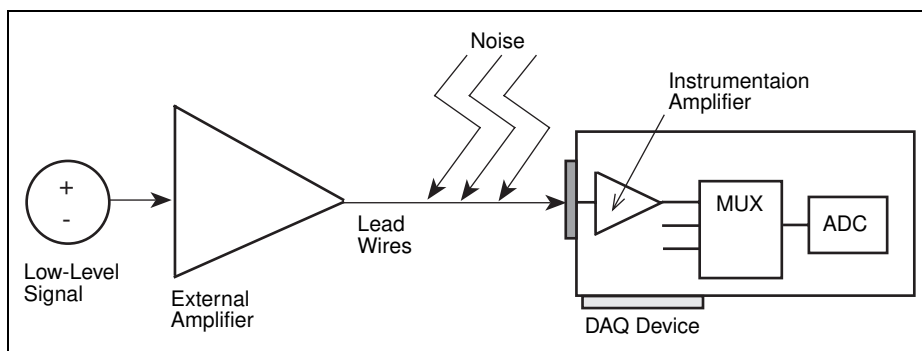 Noise
Instrumentaion
Amplifier
+
-
MUX
ADC
Lead
Wires
Low-Level
Signal
External
Amplifier
DAQ Device